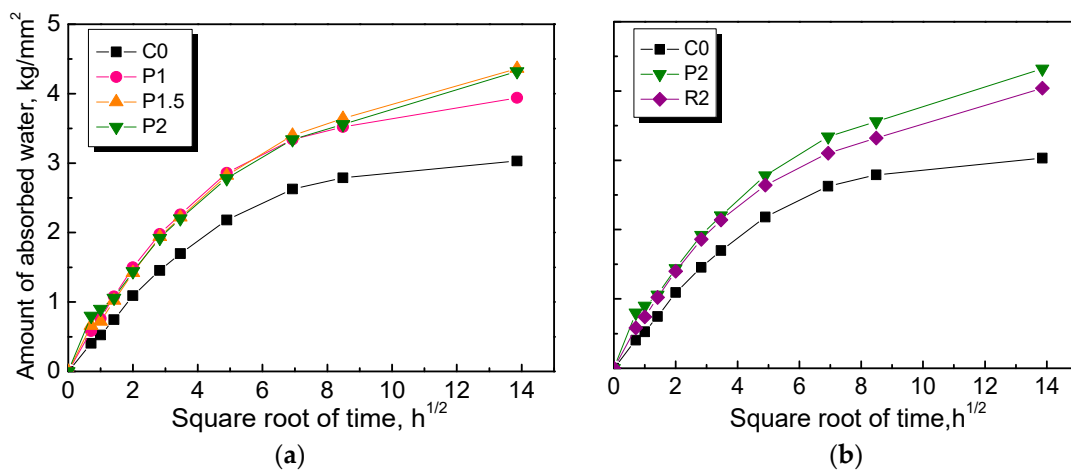 Amount of absorbed water, kg/mm²
5
4
3
2
1
0
C0
P1
P1.5
P2
0 2 4 6 8 10 12 14
Square root of time, h^{1/2}
(a)
C0
P2
R2
0 2 4 6 8 10 12 14
Square root of time,h^{1/2}
(b)